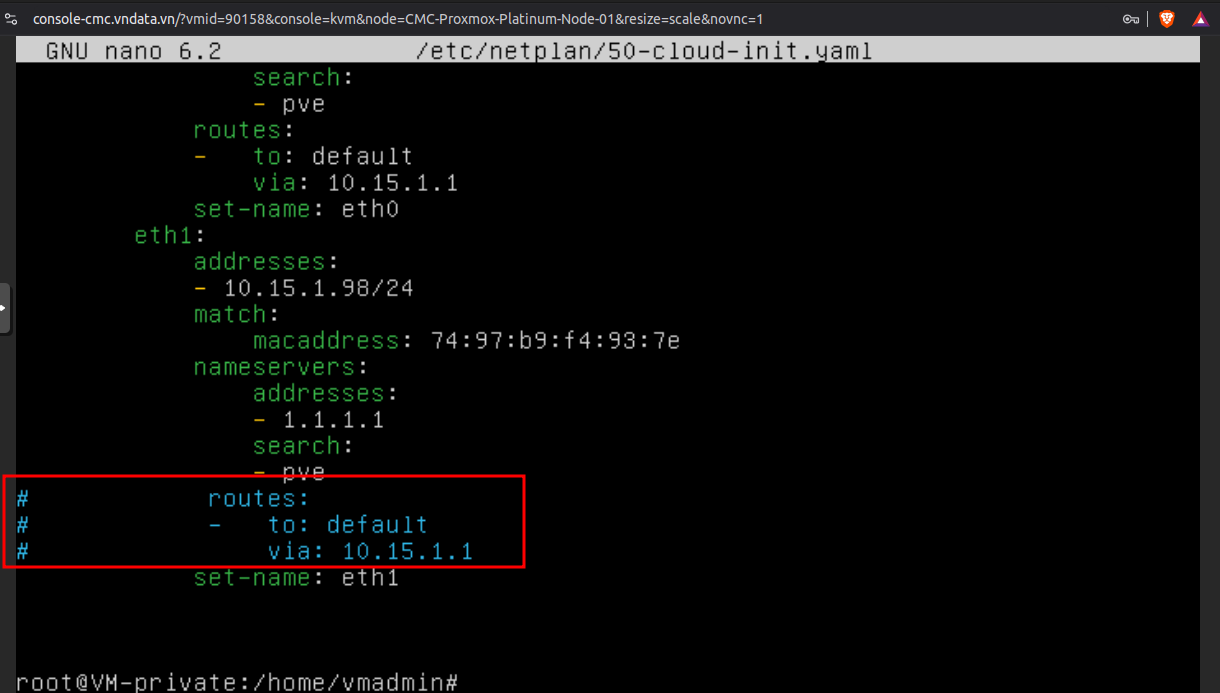 console-cmc.vndata.vn/?vmid=90158&console=kvm&node=CMC-Proxmox-Platinum-Node-01&resize=scale&novnc=1
GNU nano 6.2 /etc/netplan/50-cloud-init.yaml
search:
- pve
routes:
- to: default
via: 10.15.1.1
set-name: eth0
eth1:
addresses:
- 10.15.1.98/24
match:
macaddress: 74:97:b9:f4:93:7e
nameservers:
addresses:
- 1.1.1.1
search:
- pve
# routes:
# - to: default
# via: 10.15.1.1
set-name: eth1
root@VM-private:/home/vmadmin#